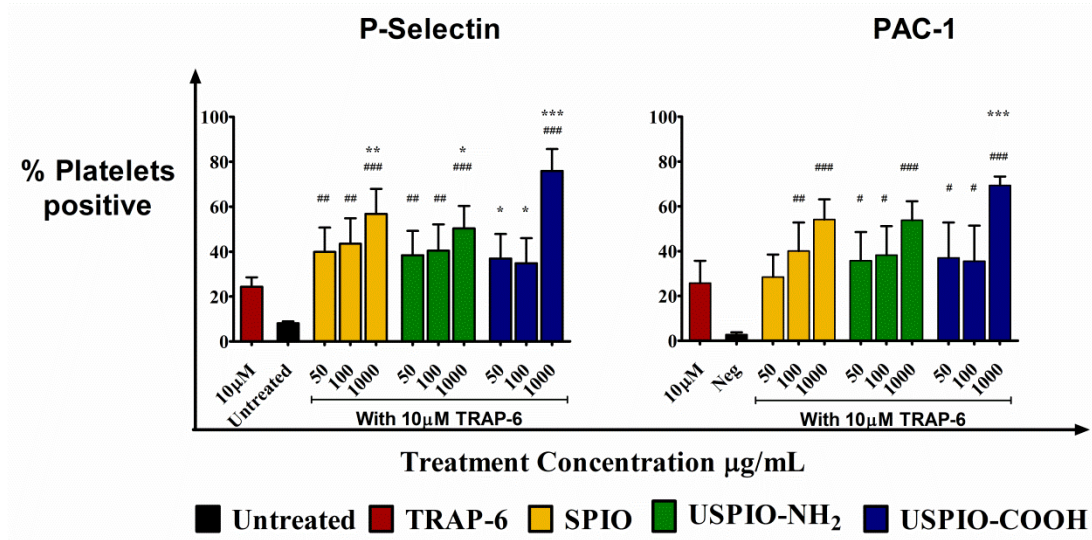 P-Selectin
PAC-1
% Platelets
positive
100
80
60
40
20
0
## ## ** ### ## ## * ### * * *** ###
10μM Untreated 50 100 1000 50 100 1000 50 100 1000
With 10μM TRAP-6
100
80
60
40
20
0
## ### # # ### # # *** ###
10μM Neg 50 100 1000 50 100 1000 50 100 1000
With 10μM TRAP-6
Treatment Concentration μg/mL
Untreated TRAP-6 SPIO USPIO-NH₂ USPIO-COOH